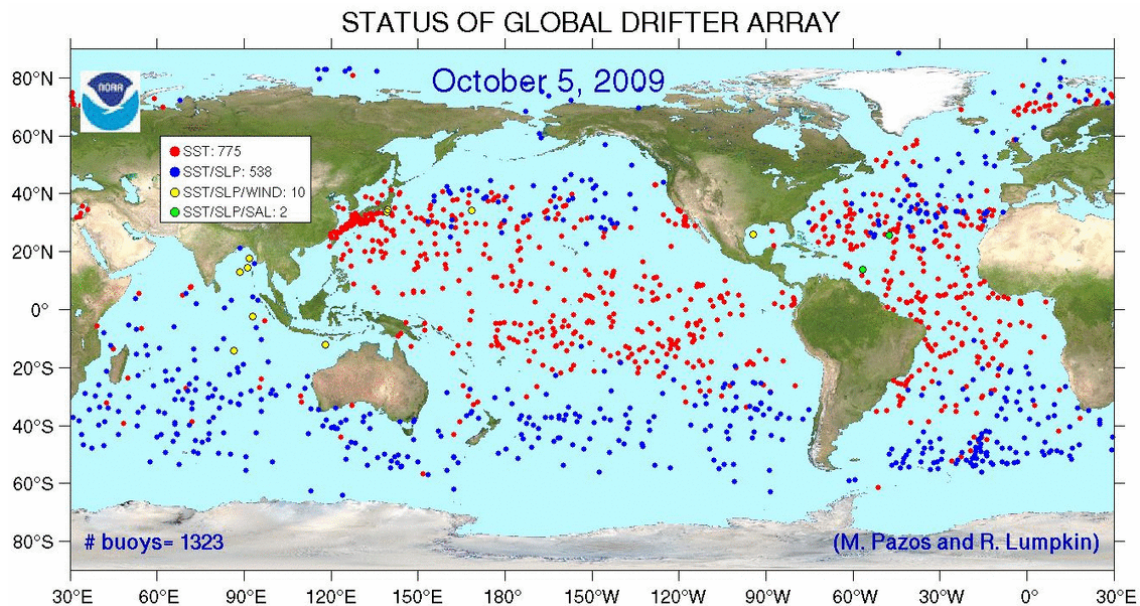 STATUS OF GLOBAL DRIFTER ARRAY
October 5, 2009
NOAA
SST: 775
SST/SLP: 538
SST/SLP/WIND: 10
SST/SLP/SAL: 2
80°N
60°N
40°N
20°N
0°
20°S
40°S
60°S
80°S
# buoys= 1323
(M. Pazos and R. Lumpkin)
30°E 60°E 90°E 120°E 150°E 180° 150°W 120°W 90°W 60°W 30°W 0° 30°E